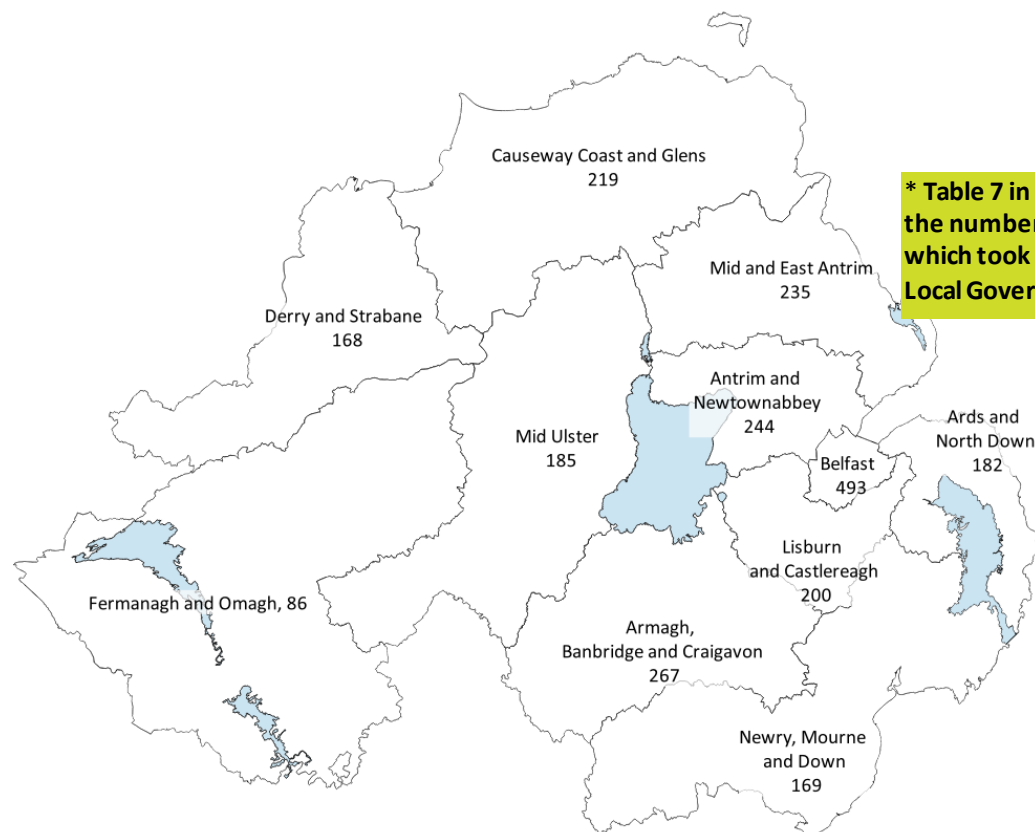 Causeway Coast and Glens
219
* Table 7 in
the number
which took
Local Gover
Mid and East Antrim
235
Derry and Strabane
168
Antrim and
Newtownabbey
244
Ards and
North Down
182
Mid Ulster
185
Belfast
493
Lisburn
and Castlereagh
200
Fermanagh and Omagh, 86
Armagh,
Banbridge and Craigavon
267
Newry, Mourne
and Down
169